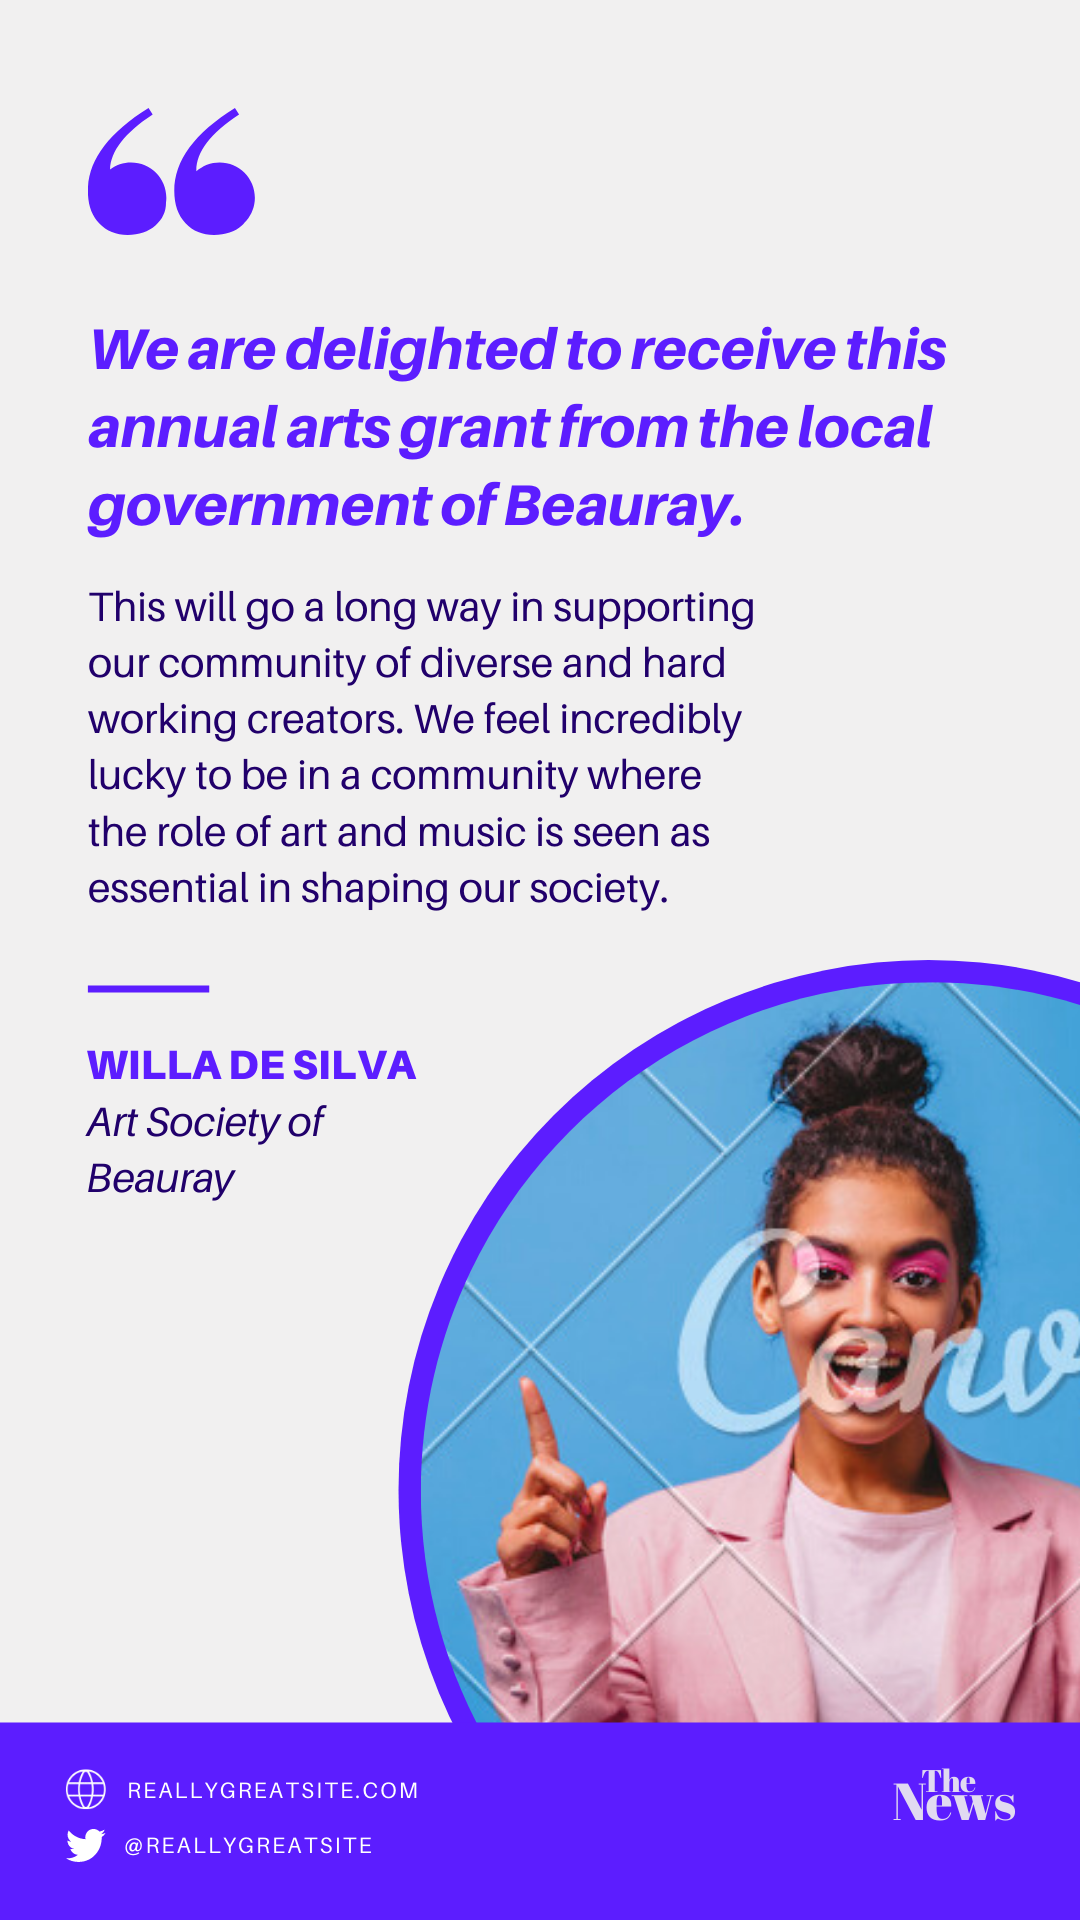 “
We are delighted to receive this
annual arts grant from the local
government of Beauray.
This will go a long way in supporting
our community of diverse and hard
working creators. We feel incredibly
lucky to be in a community where
the role of art and music is seen as
essential in shaping our society.
WILLA DE SILVA
Art Society of
Beauray
Canv
REALLYGREATSITE.COM
@REALLYGREATSITE
The
News